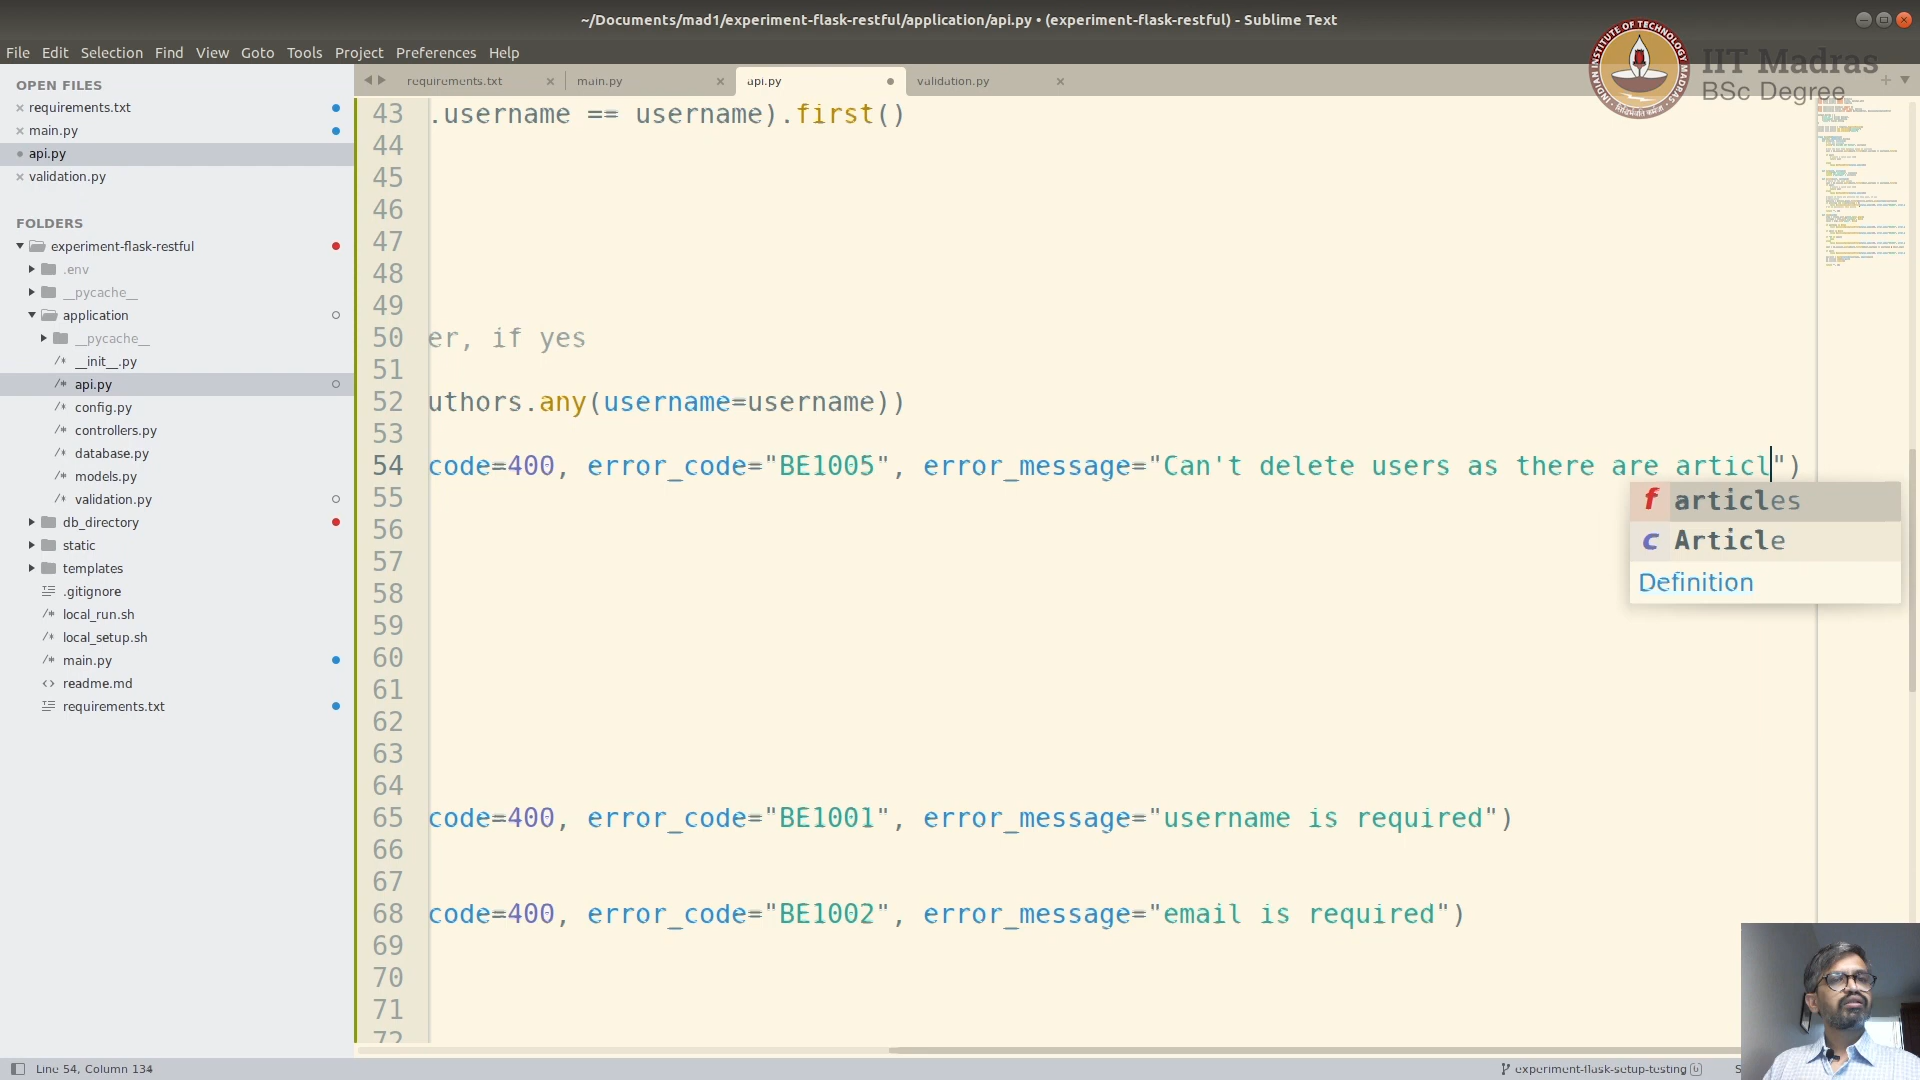 ~/Documents/mad1/experiment-flask-restful/application/api.py • (experiment-flask-restful) - Sublime Text
File Edit Selection Find View Goto Tools Project Preferences Help
IIT Madras
BSc Degree
INDIAN INSTITUTE OF TECHNOLOGY MADRAS
OPEN FILES
requirements.txt
main.py
api.py
validation.py
FOLDERS
experiment-flask-restful
.env
__pycache__
application
__pycache__
__init__.py
api.py
config.py
controllers.py
database.py
models.py
validation.py
db_directory
static
templates
.gitignore
local_run.sh
local_setup.sh
main.py
readme.md
requirements.txt
requirements.txt main.py api.py validation.py
43 .username == username).first()
44
45
46
47
48
49
50 er, if yes
51
52 uthors.any(username=username))
53
54 code=400, error_code="BE1005", error_message="Can't delete users as there are articl")
articles
Article
Definition
55
56
57
58
59
60
61
62
63
64
65 code=400, error_code="BE1001", error_message="username is required")
66
67
68 code=400, error_code="BE1002", error_message="email is required")
69
70
71
72
Line 54, Column 134
experiment-flask-setup-testing 6